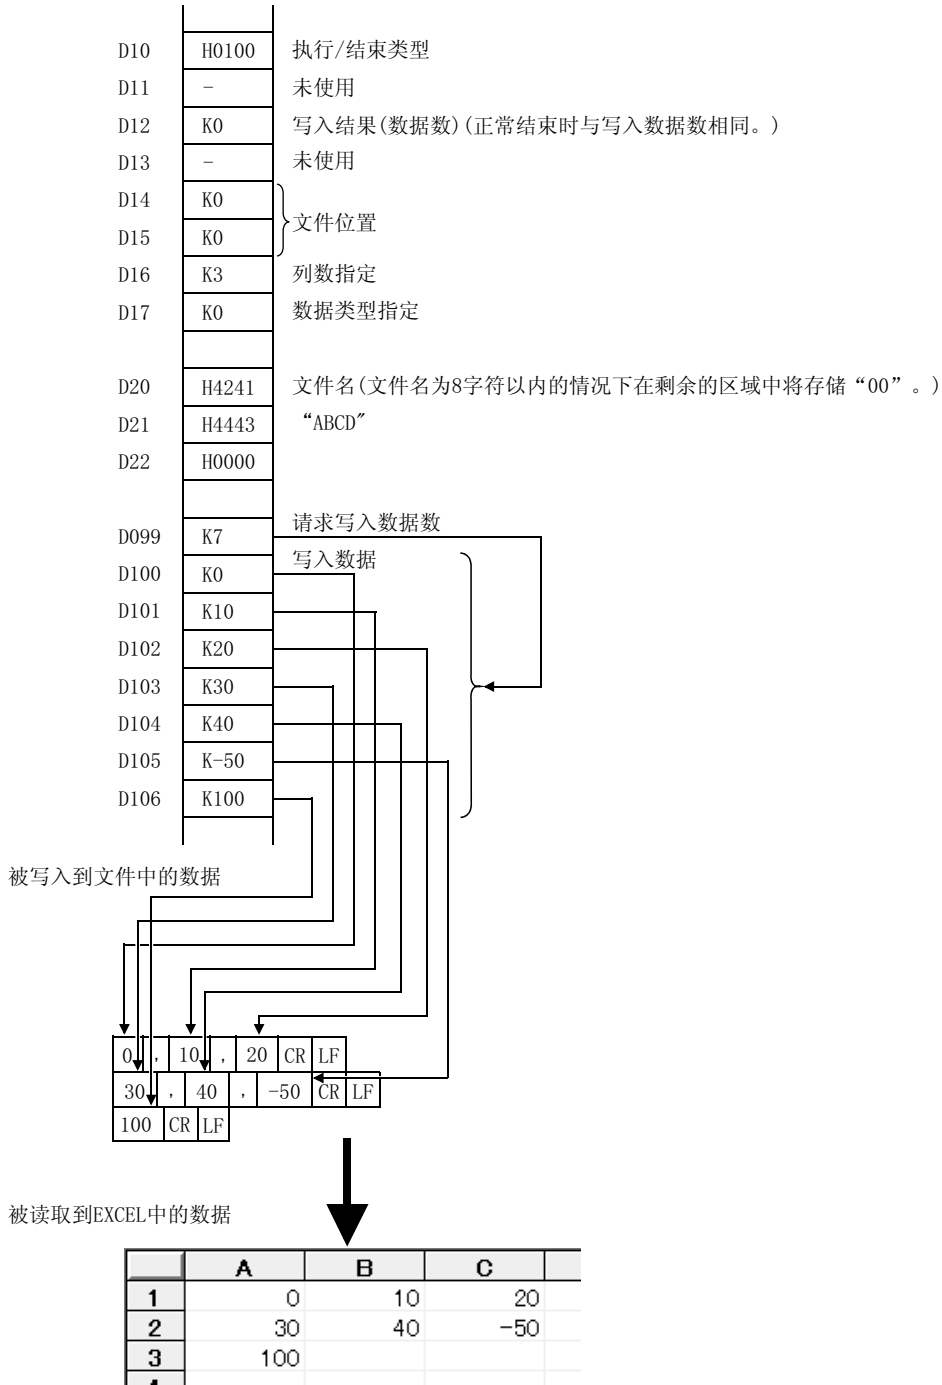 D10 H0100 执行/结束类型
D11 - 未使用
D12 K0 写入结果(数据数)(正常结束时与写入数据数相同。)
D13 - 未使用
D14 K0
文件位置
D15 K0
D16 K3 列数指定
D17 K0 数据类型指定
D20 H4241 文件名(文件名为8字符以内的情况下在剩余的区域中将存储“00”。)
D21 H4443 “ABCD”
D22 H0000
请求写入数据数
D099 K7
写入数据
D100 K0
D101 K10
D102 K20
D103 K30
D104 K40
D105 K-50
D106 K100
被写入到文件中的数据
0 , 10 , 20 CR LF
30 , 40 , -50 CR LF
100 CR LF
被读取到EXCEL中的数据
A B C
1 0 10 20
2 30 40 -50
3 100